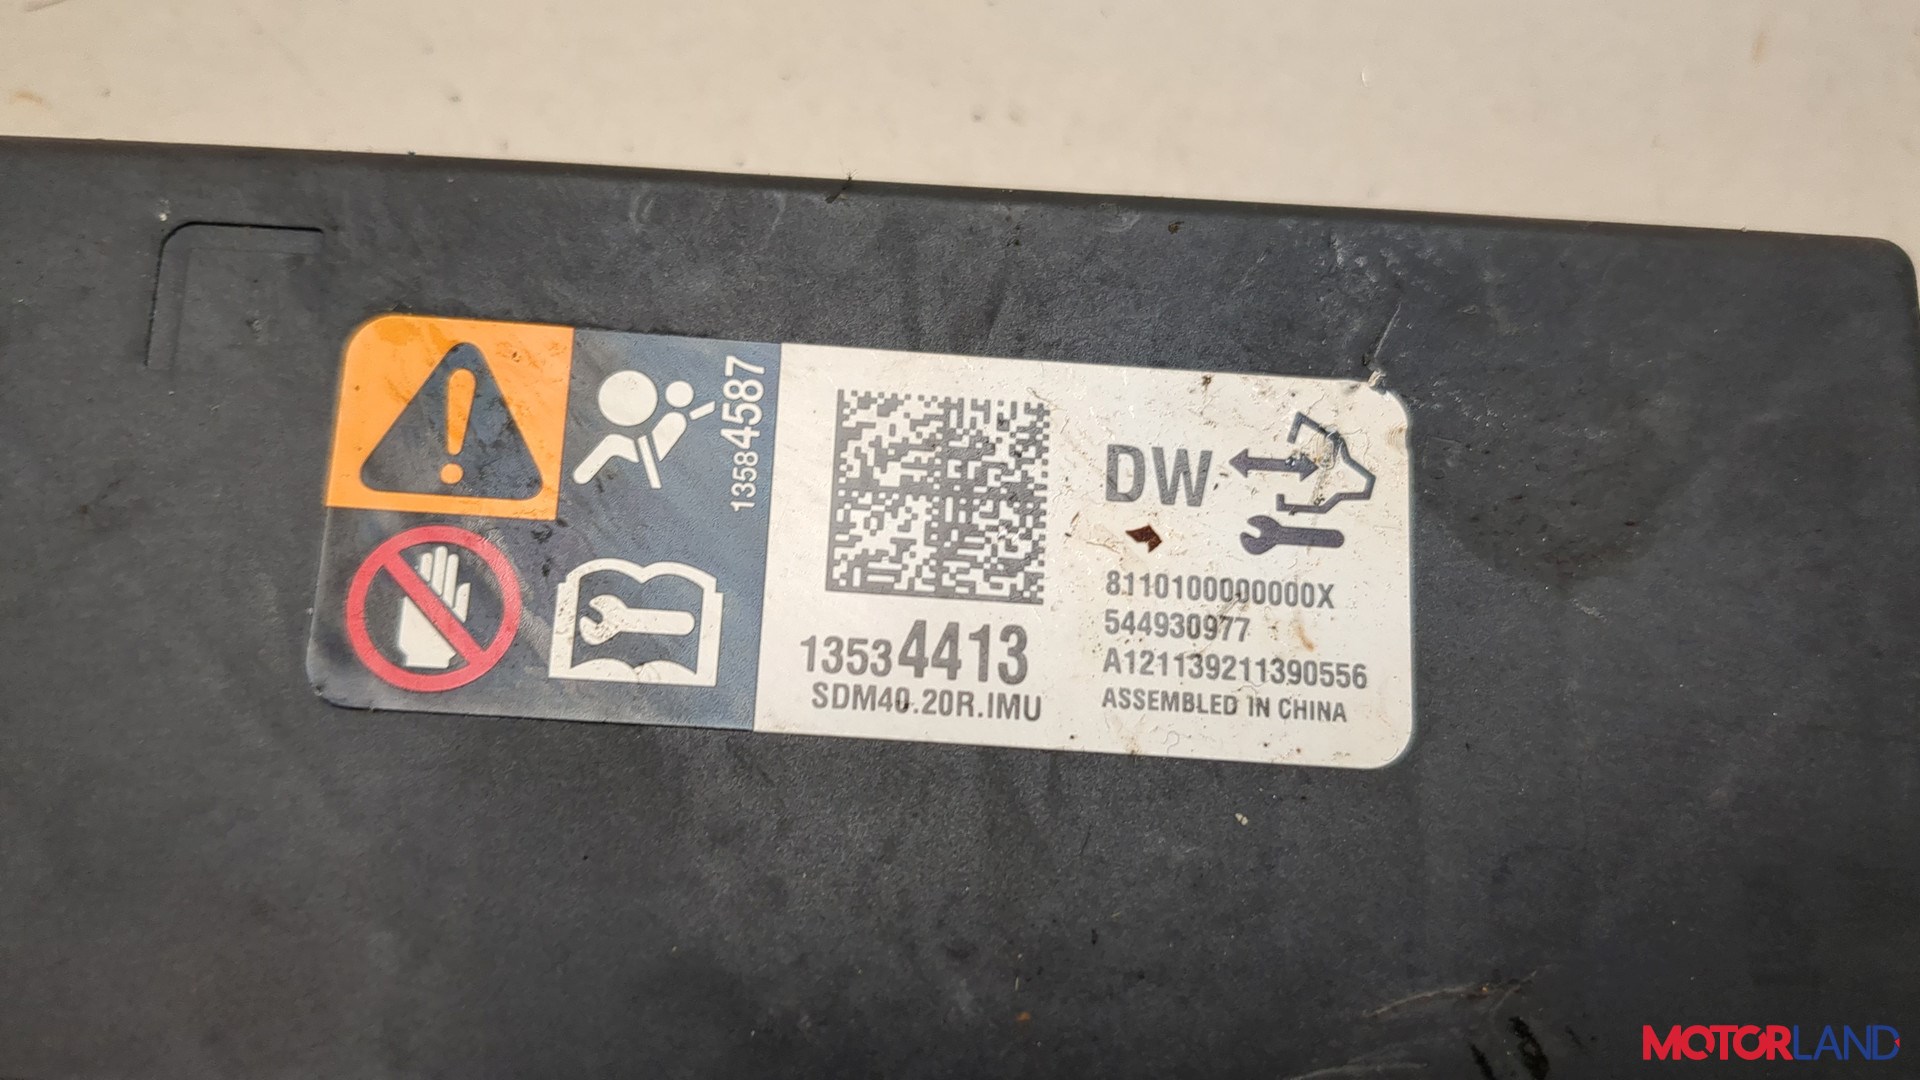 13584587
13534413
SDM40.20R.IMU
DW
8110100000000X
544930977
A121139211390556
ASSEMBLED IN CHINA
MOTORLAND